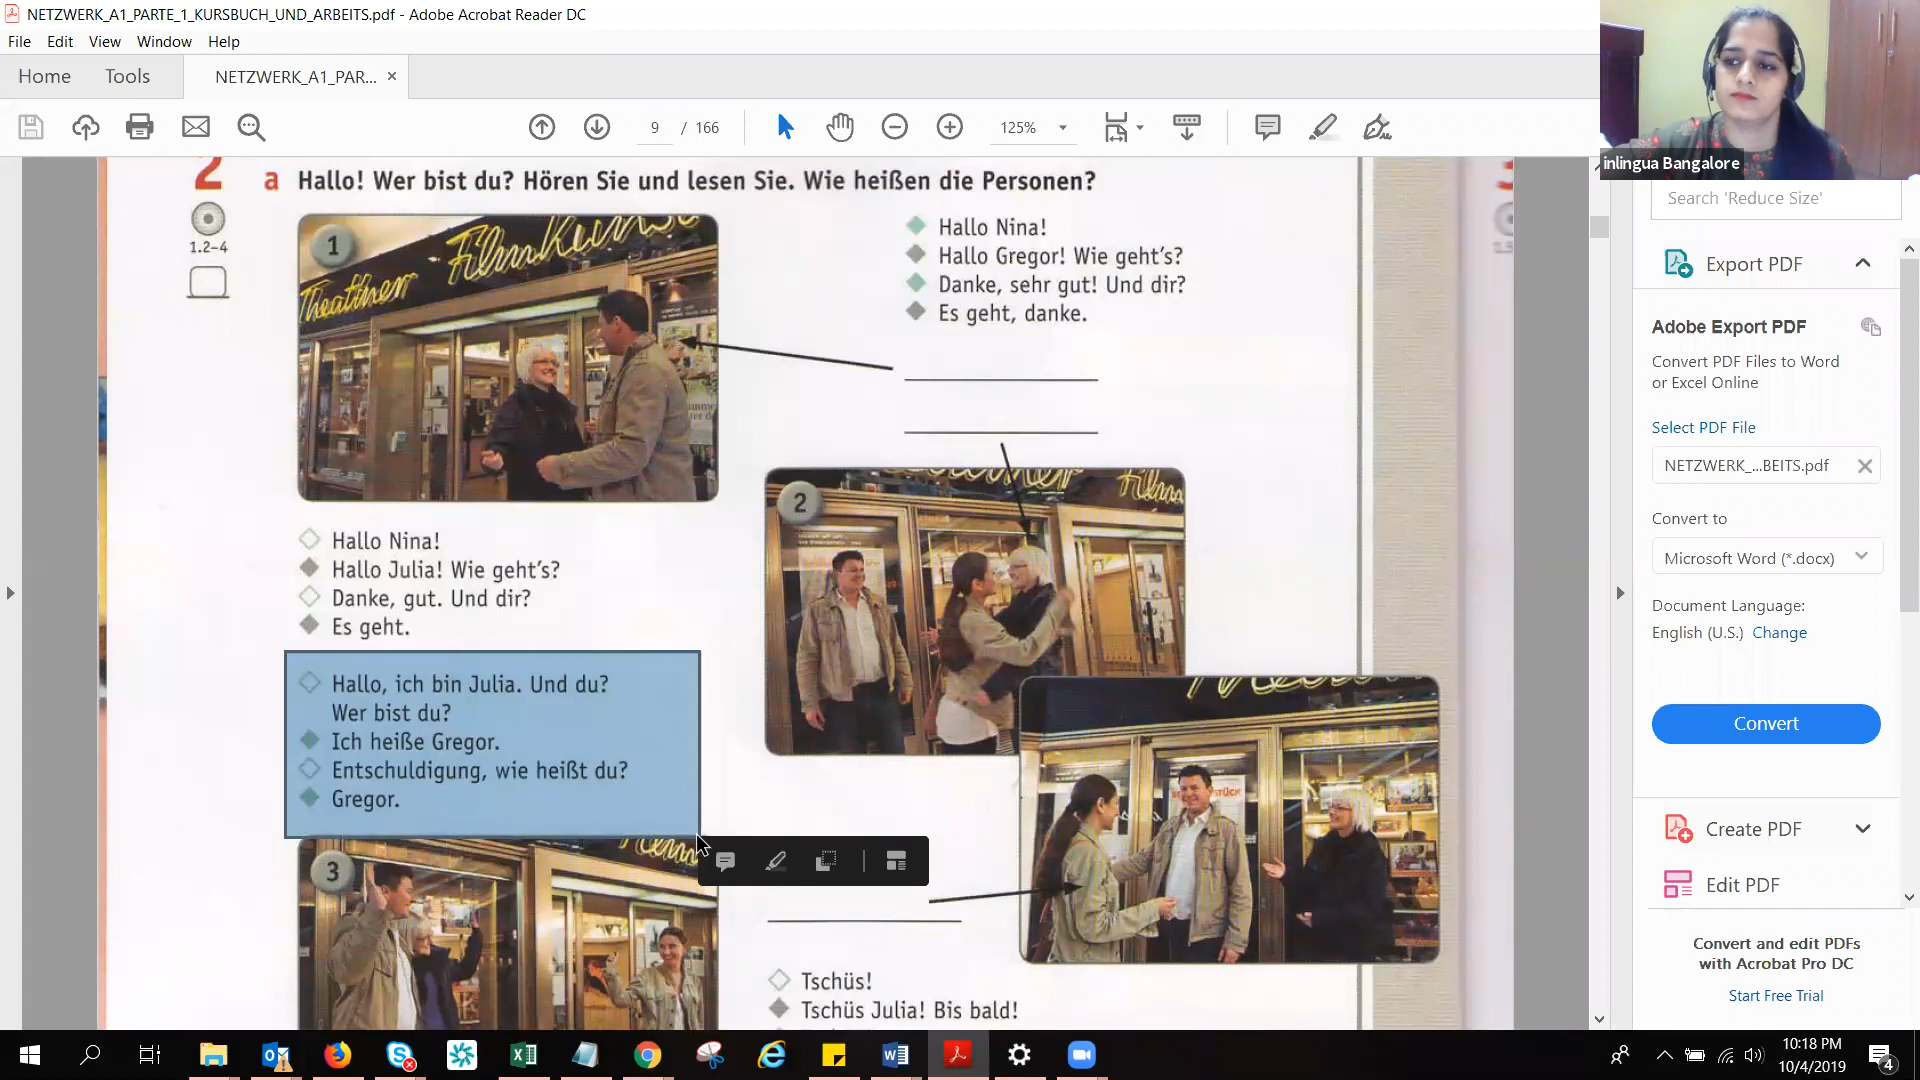 NETZWERK_A1_PARTE_1_KURSBUCH_UND_ARBEITS.pdf - Adobe Acrobat Reader DC
File Edit View Window Help
Home Tools NETZWERK_A1_PAR... ×
9 / 166 125%
inlingua Bangalore
2 a Hallo! Wer bist du? Hören Sie und lesen Sie. Wie heißen die Personen?
1.2–4
1
Theatiner Filmkunst
Hallo Nina!
Hallo Gregor! Wie geht's?
Danke, sehr gut! Und dir?
Es geht, danke.
2
Hallo Nina!
Hallo Julia! Wie geht's?
Danke, gut. Und dir?
Es geht.
Hallo, ich bin Julia. Und du?
Wer bist du?
Ich heiße Gregor.
Entschuldigung, wie heißt du?
Gregor.
3
Tschüs!
Tschüs Julia! Bis bald!
Search 'Reduce Size'
Export PDF
Adobe Export PDF
Convert PDF Files to Word
or Excel Online
Select PDF File
NETZWERK_...BEITS.pdf
Convert to
Microsoft Word (*.docx)
Document Language:
English (U.S.) Change
Convert
Create PDF
Edit PDF
Convert and edit PDFs
with Acrobat Pro DC
Start Free Trial
10:18 PM
10/4/2019
4